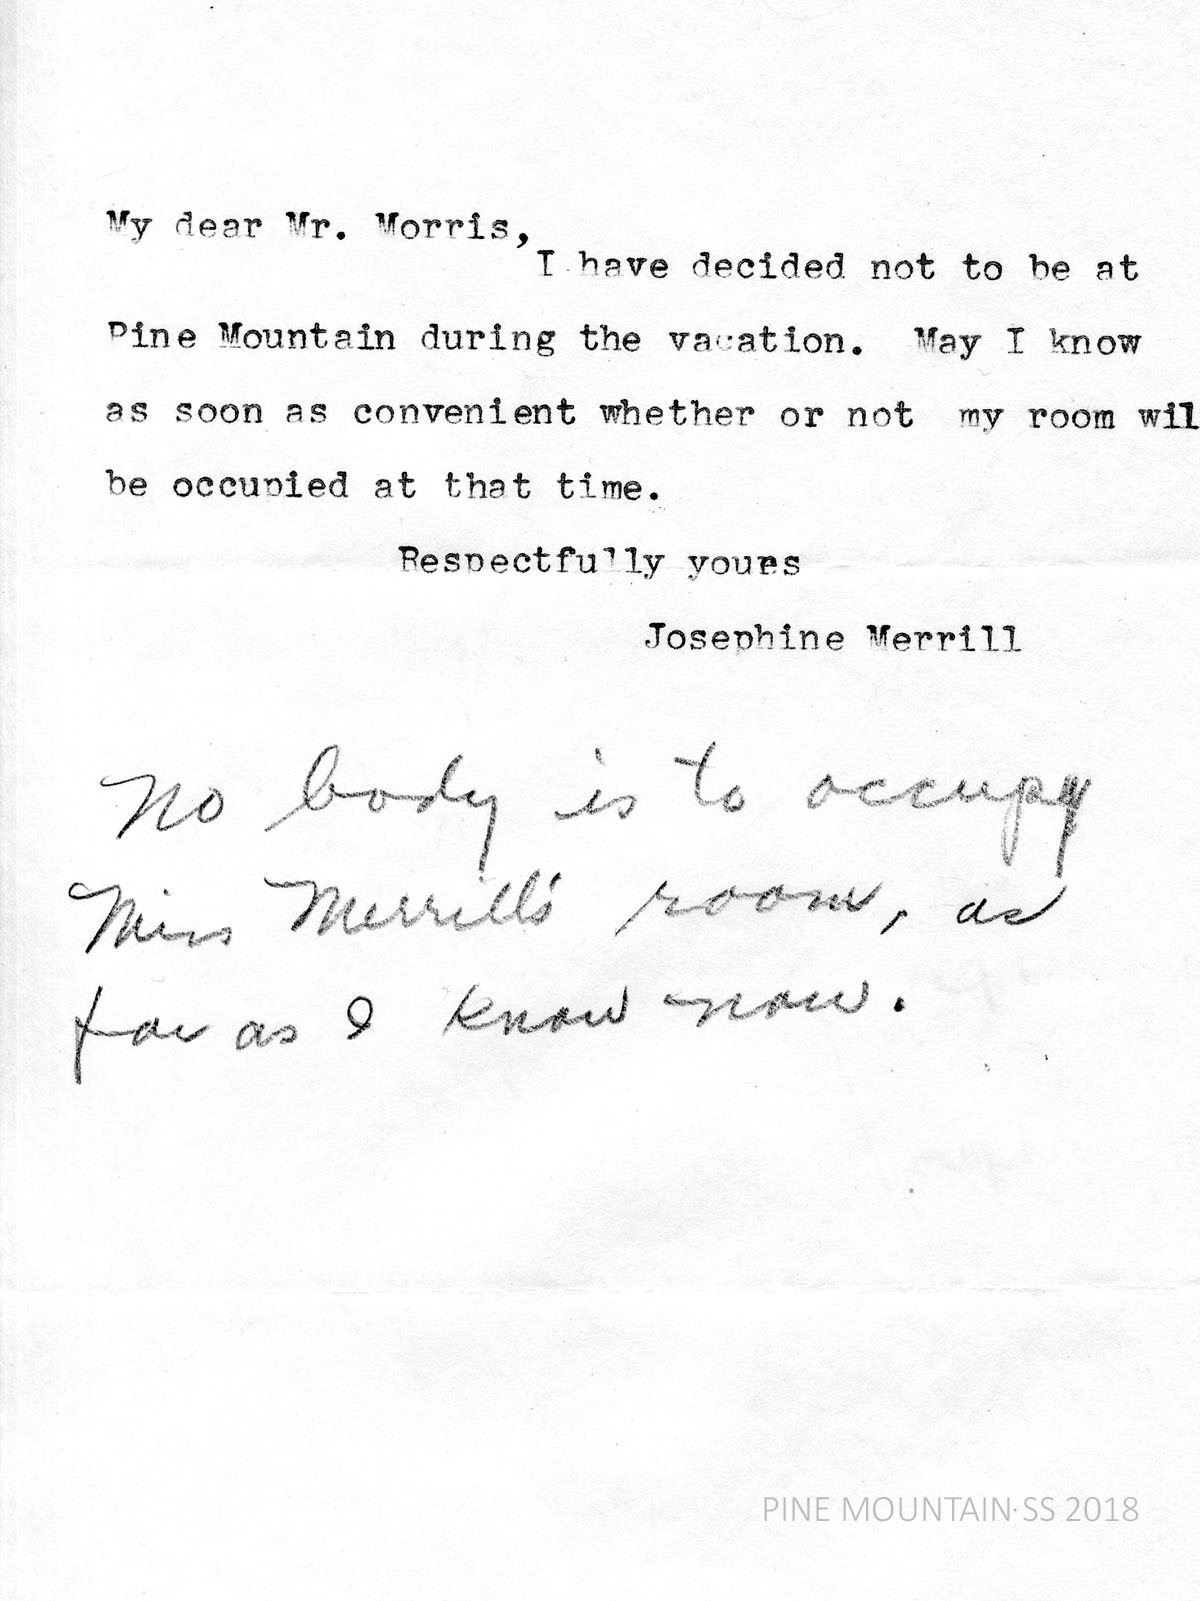 My dear Mr. Morris,
I have decided not to be at
Pine Mountain during the vacation. May I know
as soon as convenient whether or not my room wil
be occupied at that time.
Respectfully yours
Josephine Merrill
No body is to occupy
Miss Merrill's room, as
far as I know now.
PINE MOUNTAIN·SS 2018